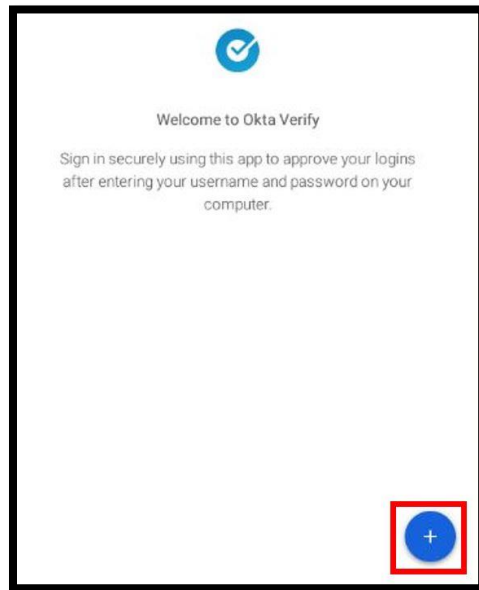 Welcome to Okta Verify
Sign in securely using this app to approve your logins
after entering your username and password on your
computer.
+